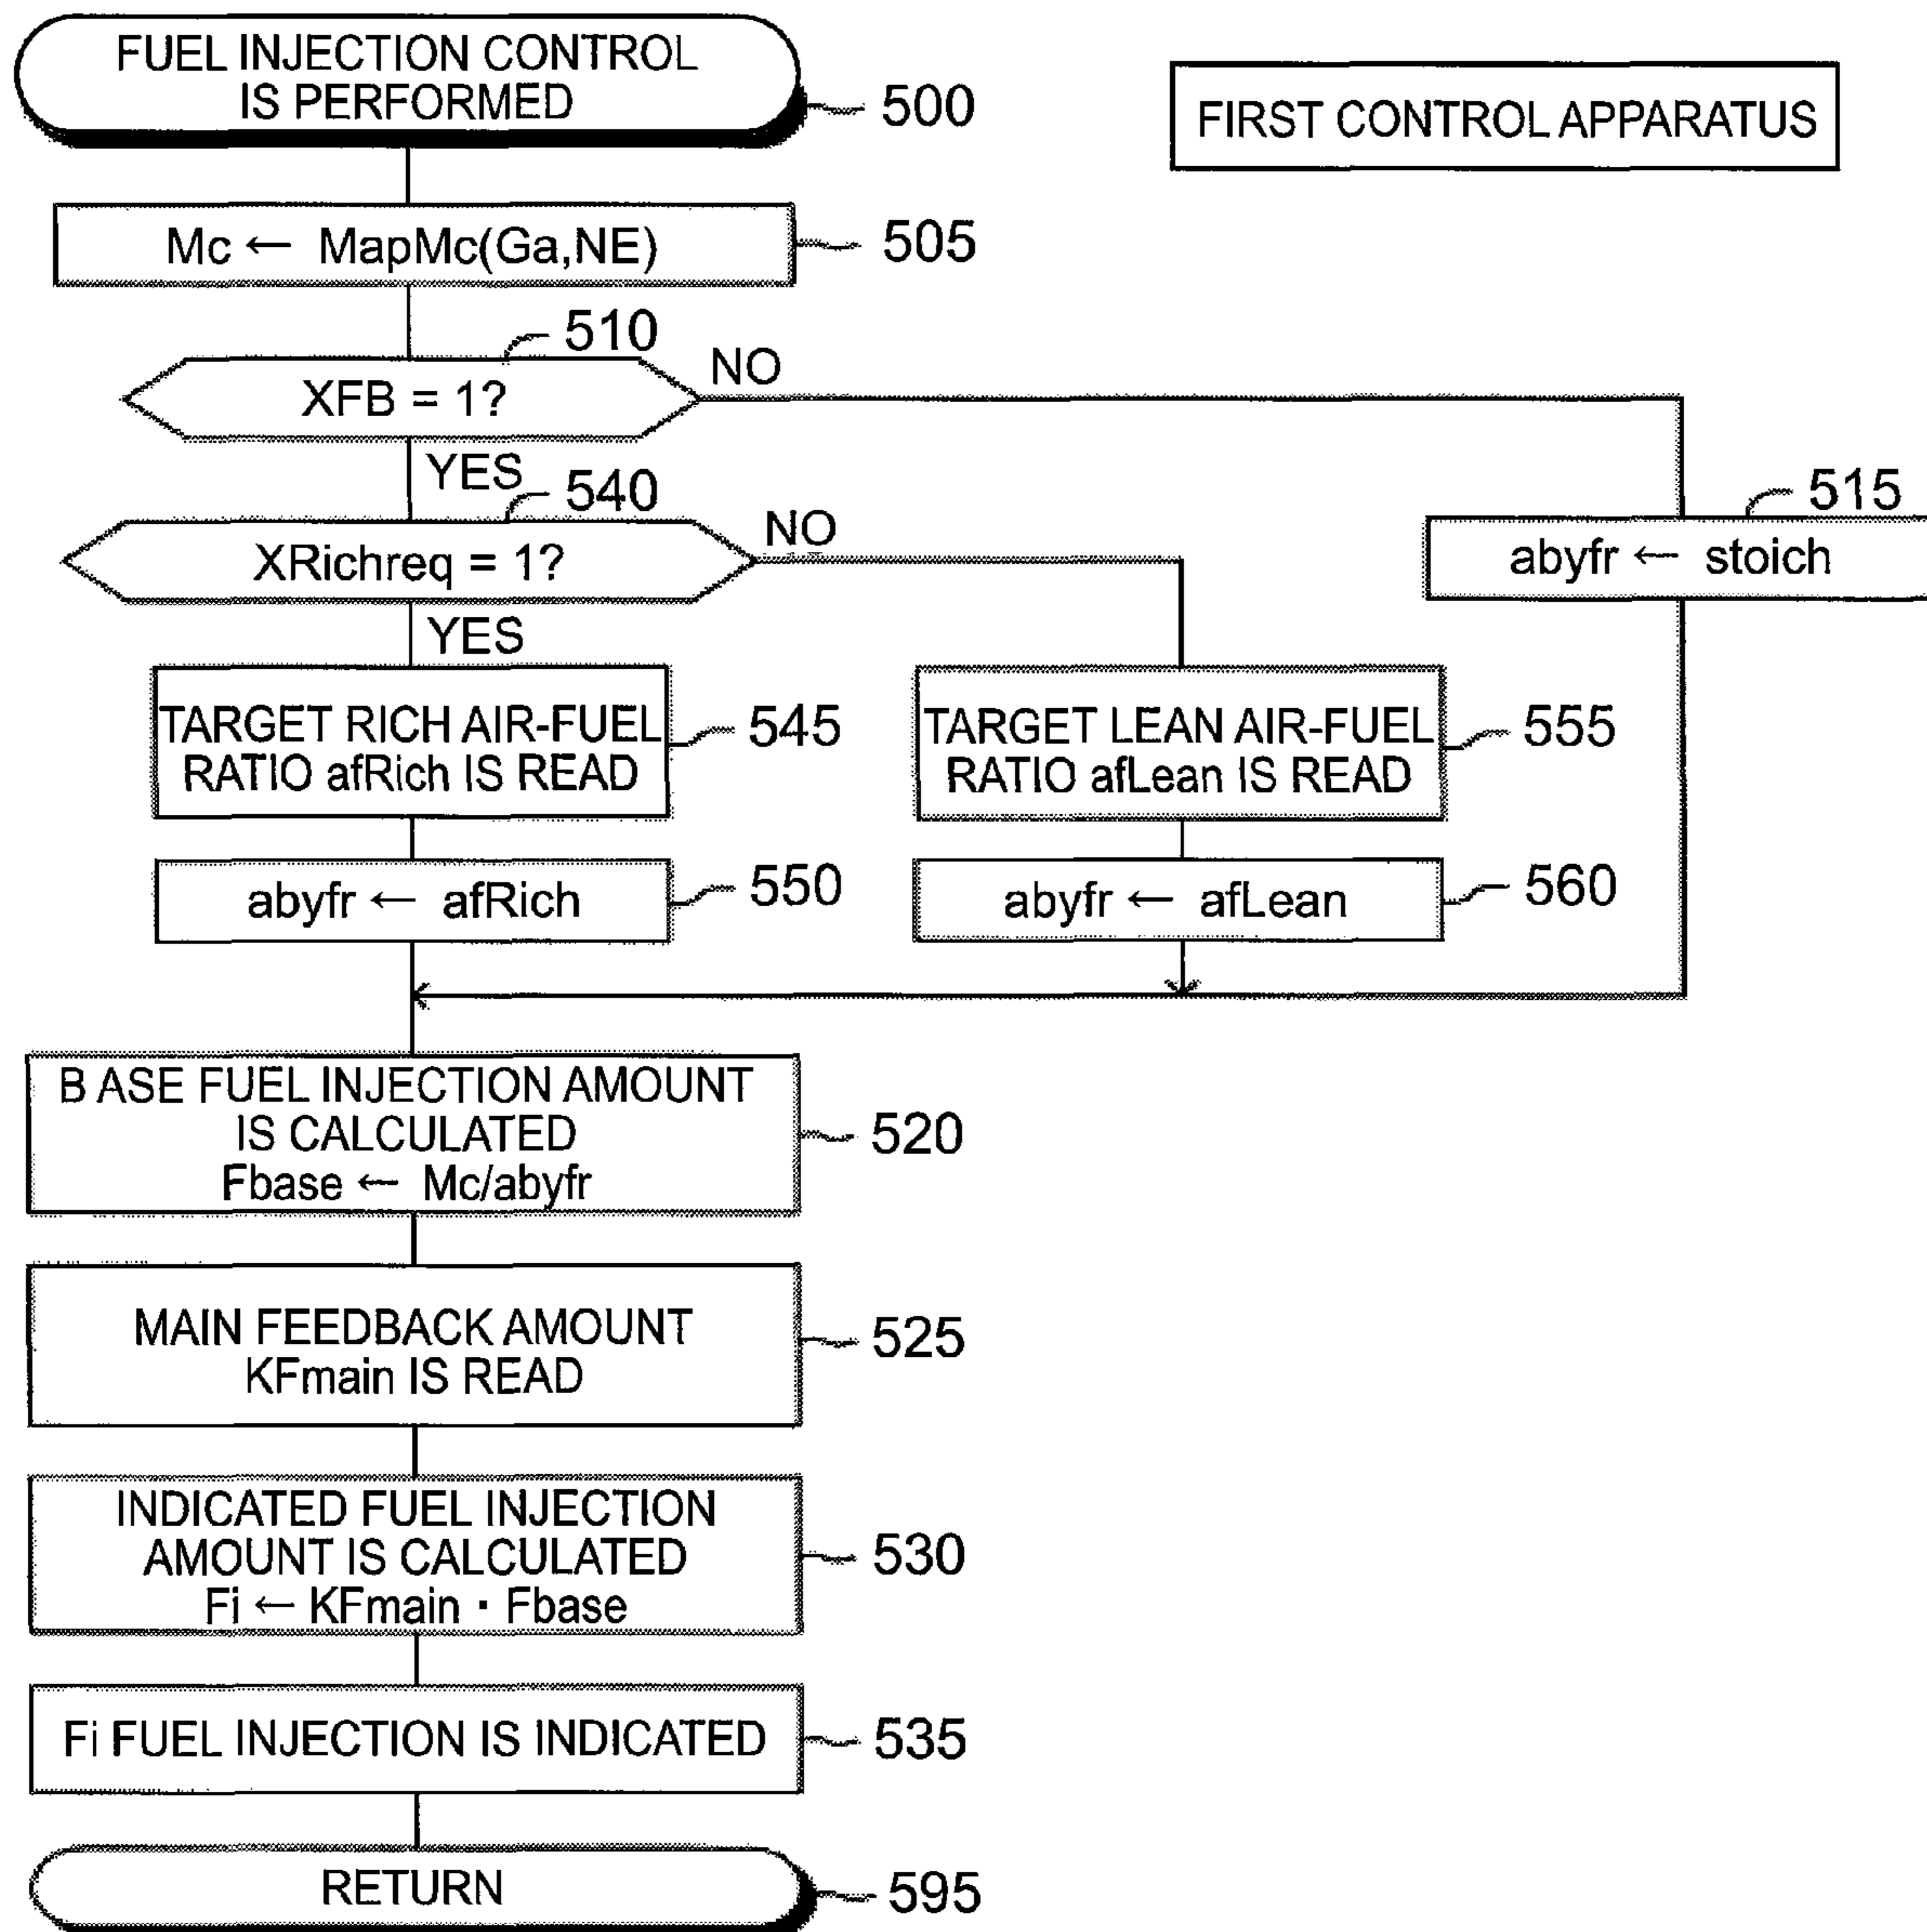 FUEL INJECTION CONTROL
IS PERFORMED
500
FIRST CONTROL APPARATUS
Mc ← MapMc(Ga,NE)
505
510
XFB = 1?
NO
YES
540
XRichreq = 1?
NO
515
abyfr ← stoich
YES
TARGET RICH AIR-FUEL
RATIO afRich IS READ
545
TARGET LEAN AIR-FUEL
RATIO afLean IS READ
555
abyfr ← afRich
550
abyfr ← afLean
560
B ASE FUEL INJECTION AMOUNT
IS CALCULATED
Fbase ← Mc/abyfr
520
MAIN FEEDBACK AMOUNT
KFmain IS READ
525
INDICATED FUEL INJECTION
AMOUNT IS CALCULATED
Fi ← KFmain · Fbase
530
Fi FUEL INJECTION IS INDICATED
535
RETURN
595